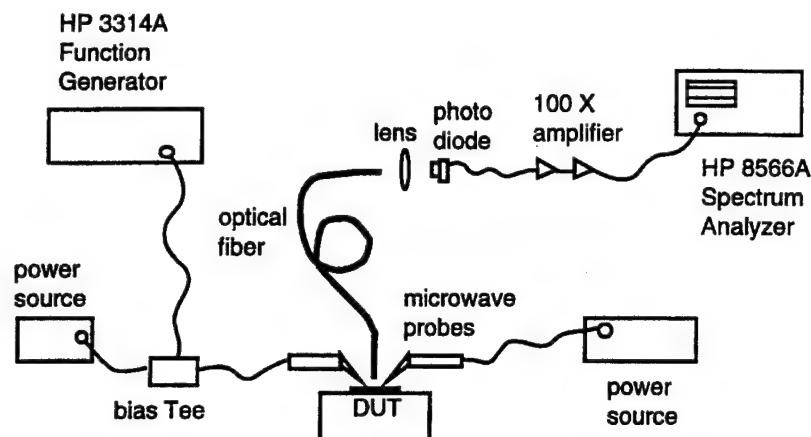 HP 3314A
Function
Generator
100 X
amplifier
photo
diode
lens
HP 8566A
Spectrum
Analyzer
optical
fiber
power
source
microwave
probes
bias Tee
DUT
power
source